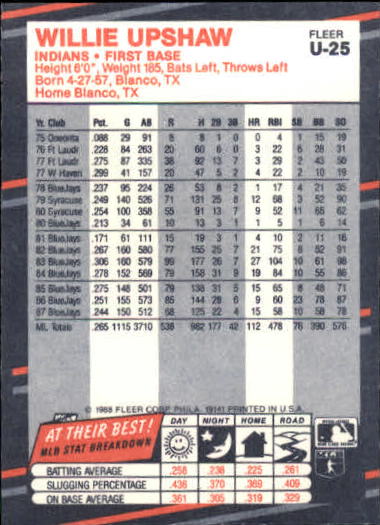 WILLIE UPSHAW
FLEER
U-25
INDIANS • FIRST BASE
Height 6'0", Weight 185, Bats Left, Throws Left
Born 4-27-57, Blanco, TX
Home Blanco, TX
Yr. Club Pct. G AB R H 2B 3B HR RBI SB BB SO
75 Oneonta .088 29 91 8 8 1 0 0 4 1 15 19
76 Ft Laudr .228 84 263 20 60 6 0 3 22 6 28 31
77 Ft Laudr .275 87 335 38 92 13 7 3 29 2 43 50
77 W Haven .299 41 157 20 47 5 2 4 22 2 10 19
78 BlueJays .237 95 224 26 53 8 2 1 17 4 21 35
79 Syracuse .249 140 526 71 131 25 8 12 68 3 52 90
80 Syracuse .254 100 358 55 91 13 7 9 52 11 65 62
80 BlueJays .213 34 61 10 13 3 1 1 5 1 6 14
81 BlueJays .171 61 111 15 19 3 1 4 10 2 11 16
82 BlueJays .267 160 580 77 155 25 7 21 75 8 52 91
83 BlueJays .306 160 579 99 177 26 7 27 104 10 61 98
84 BlueJays .278 152 569 79 158 31 9 19 84 10 55 86
85 BlueJays .275 148 501 79 138 31 5 15 65 8 48 71
86 BlueJays .251 155 573 85 144 28 6 9 60 23 78 87
87 BlueJays .244 150 512 68 125 22 4 15 58 10 58 78
ML Totals .265 1115 3710 538 982 177 42 112 478 76 390 576
© 1988 FLEER CORP. PHILA. 19141 PRINTED IN U.S.A.
AT THEIR BEST!
MLB STAT BREAKDOWN
DAY NIGHT HOME ROAD
BATTING AVERAGE .258 .238 .225 .261
SLUGGING PERCENTAGE .436 .370 .369 .409
ON BASE AVERAGE .361 .305 .319 .329